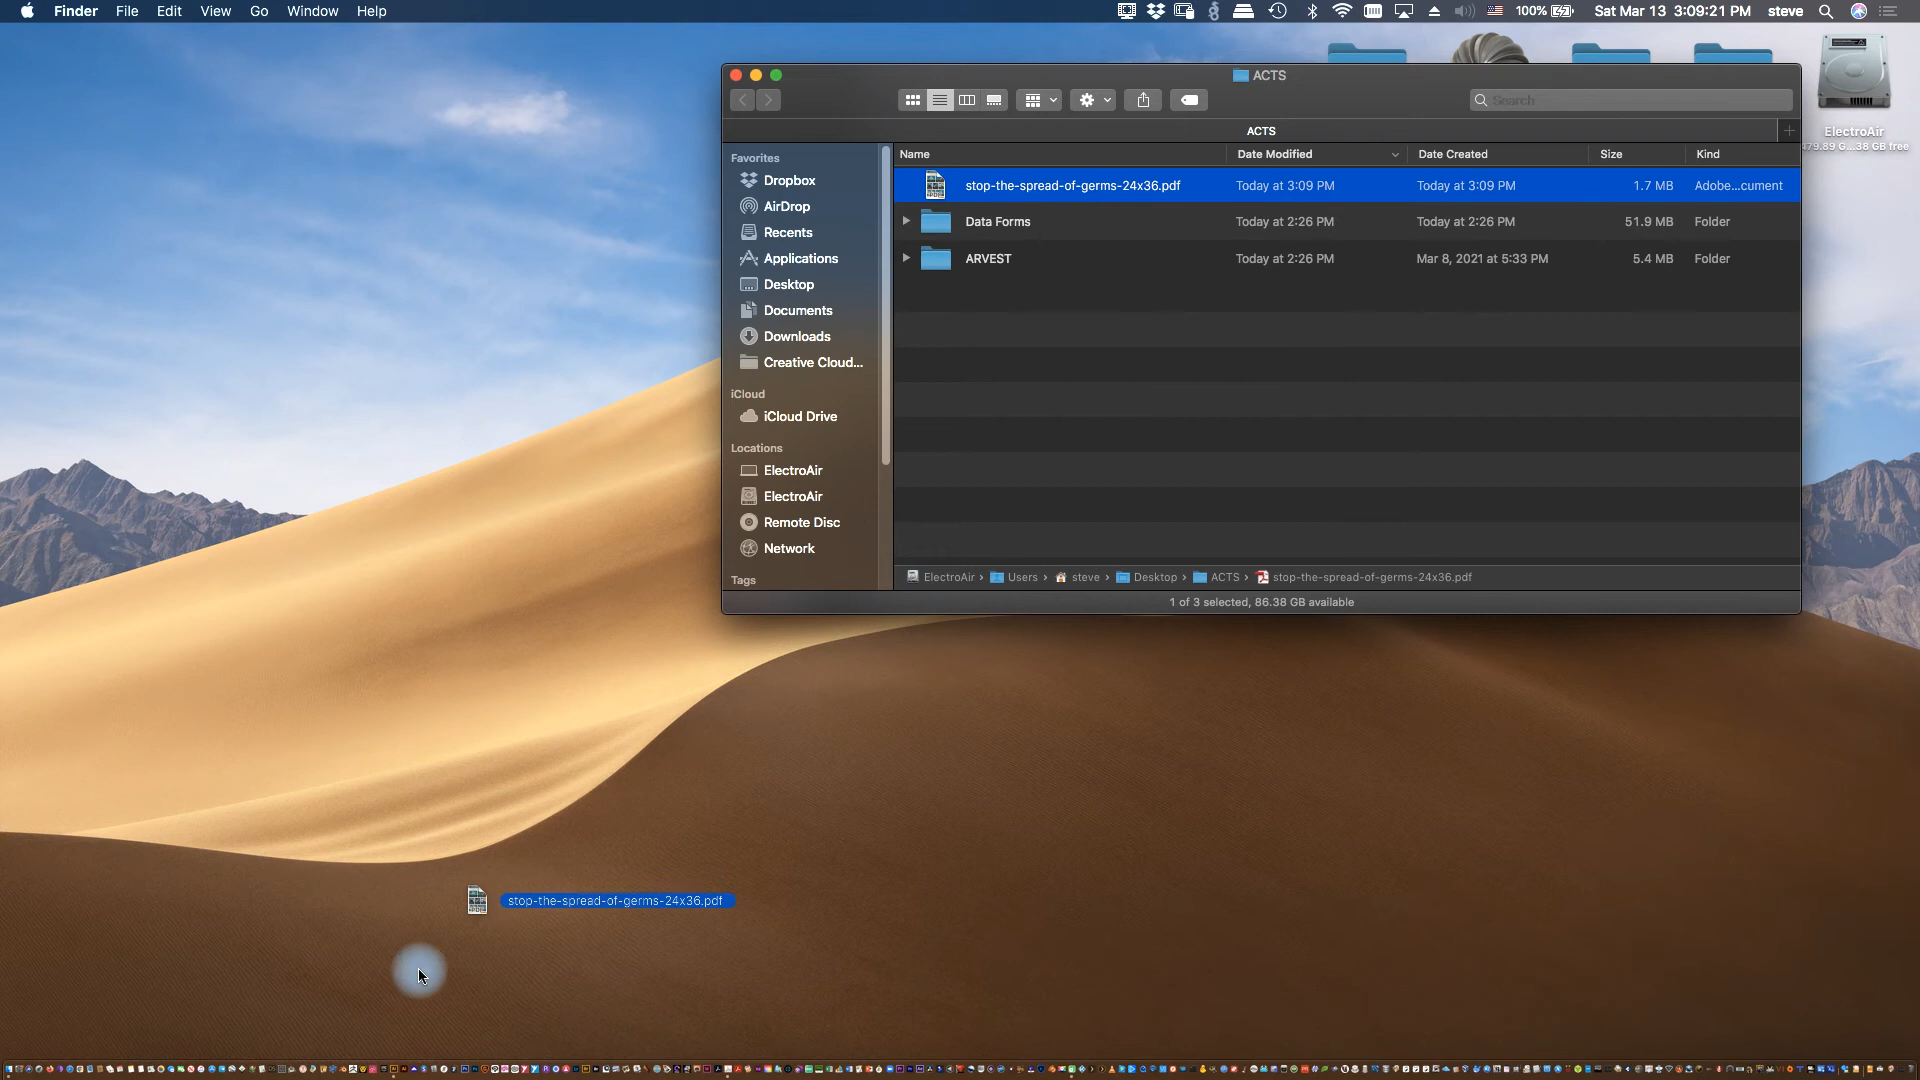 Finder File Edit View Go Window Help
100% Sat Mar 13 3:09:21 PM steve
ACTS
Search
ACTS
ElectroAir
38 GB free
Name Date Modified Date Created Size Kind
stop-the-spread-of-germs-24x36.pdf Today at 3:09 PM Today at 3:09 PM 1.7 MB Adobe...cument
Data Forms Today at 2:26 PM Today at 2:26 PM 51.9 MB Folder
ARVEST Today at 2:26 PM Mar 8, 2021 at 5:33 PM 5.4 MB Folder
Favorites
Dropbox
AirDrop
Recents
Applications
Desktop
Documents
Downloads
Creative Cloud...
iCloud
iCloud Drive
Locations
ElectroAir
ElectroAir
Remote Disc
Network
Tags
ElectroAir › Users › steve › Desktop › ACTS › stop-the-spread-of-germs-24x36.pdf
1 of 3 selected, 86.38 GB available
stop-the-spread-of-germs-24x36.pdf